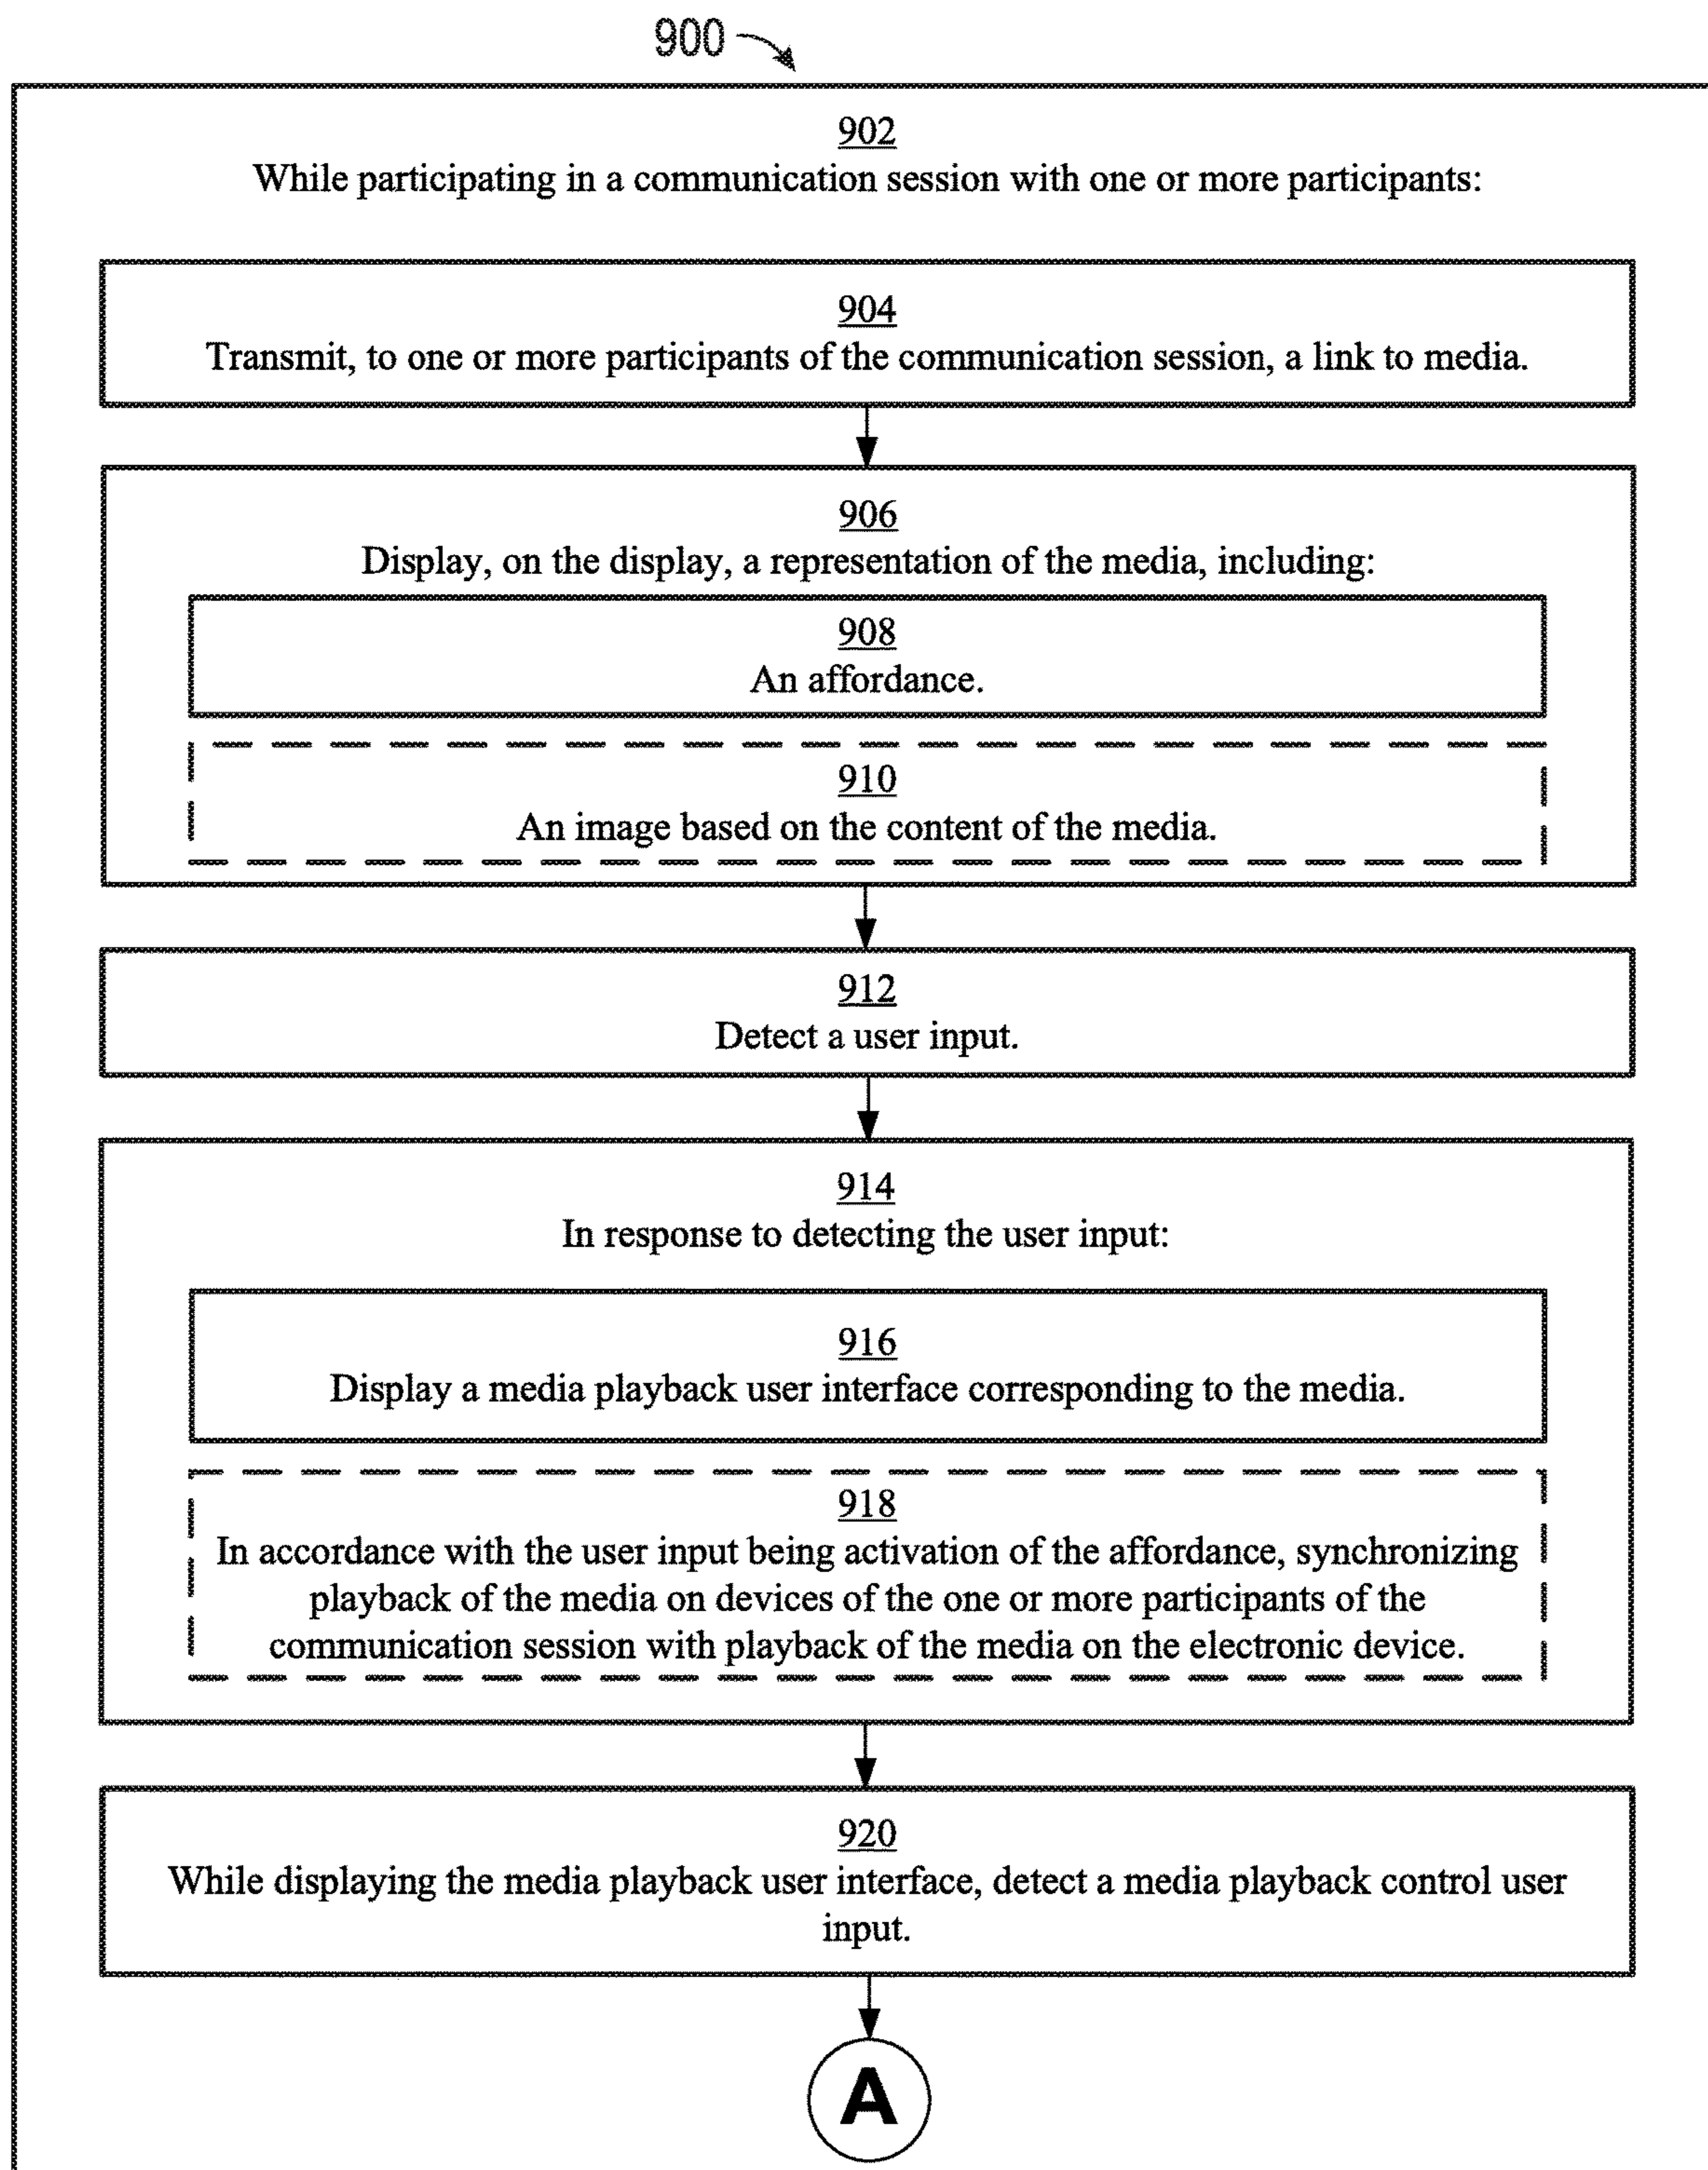 900
902
While participating in a communication session with one or more participants:
904
Transmit, to one or more participants of the communication session, a link to media.
906
Display, on the display, a representation of the media, including:
908
An affordance.
910
An image based on the content of the media.
912
Detect a user input.
914
In response to detecting the user input:
916
Display a media playback user interface corresponding to the media.
918
In accordance with the user input being activation of the affordance, synchronizing
playback of the media on devices of the one or more participants of the
communication session with playback of the media on the electronic device.
920
While displaying the media playback user interface, detect a media playback control user
input.
A